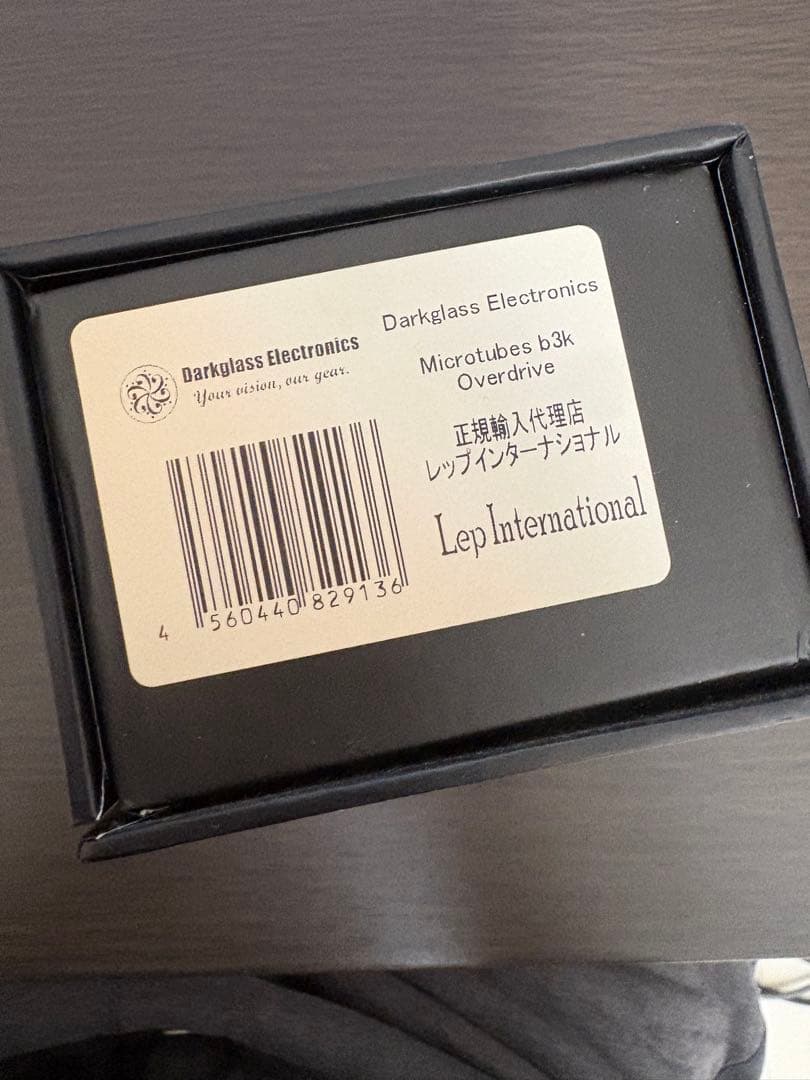 Darkglass Electronics
Your vision, our gear.
4 560440 829136
Darkglass Electronics
Microtubes b3k
Overdrive
正規輸入代理店
レップインターナショナル
Lep International